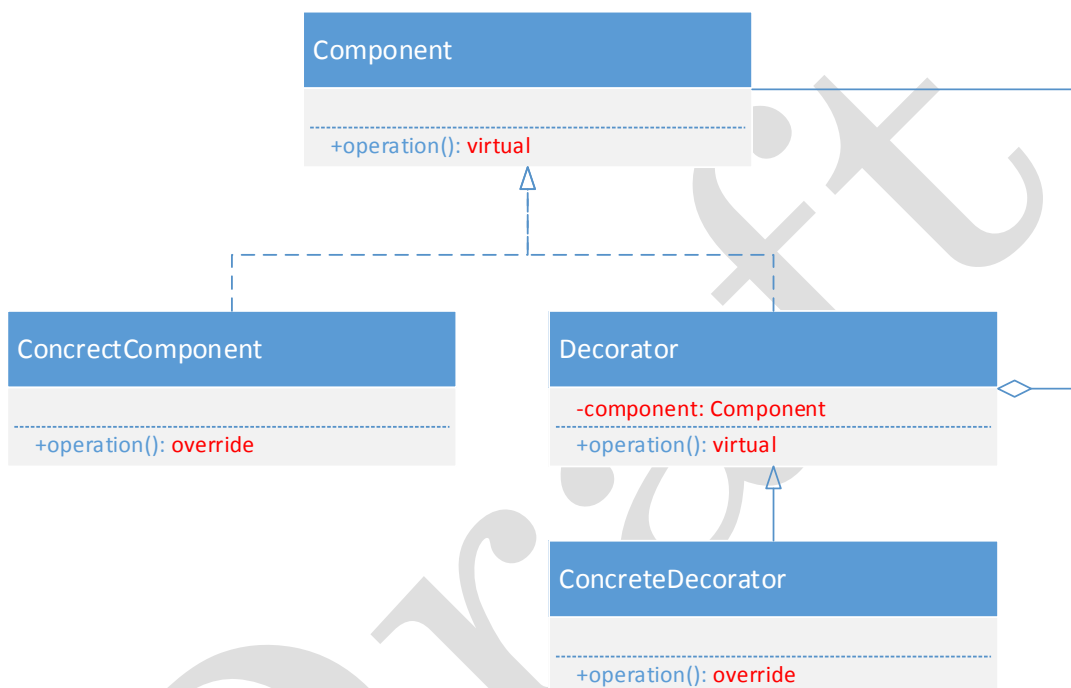 Component
+operation(): virtual
ConcrectComponent
+operation(): override
Decorator
-component: Component
+operation(): virtual
ConcreteDecorator
+operation(): override